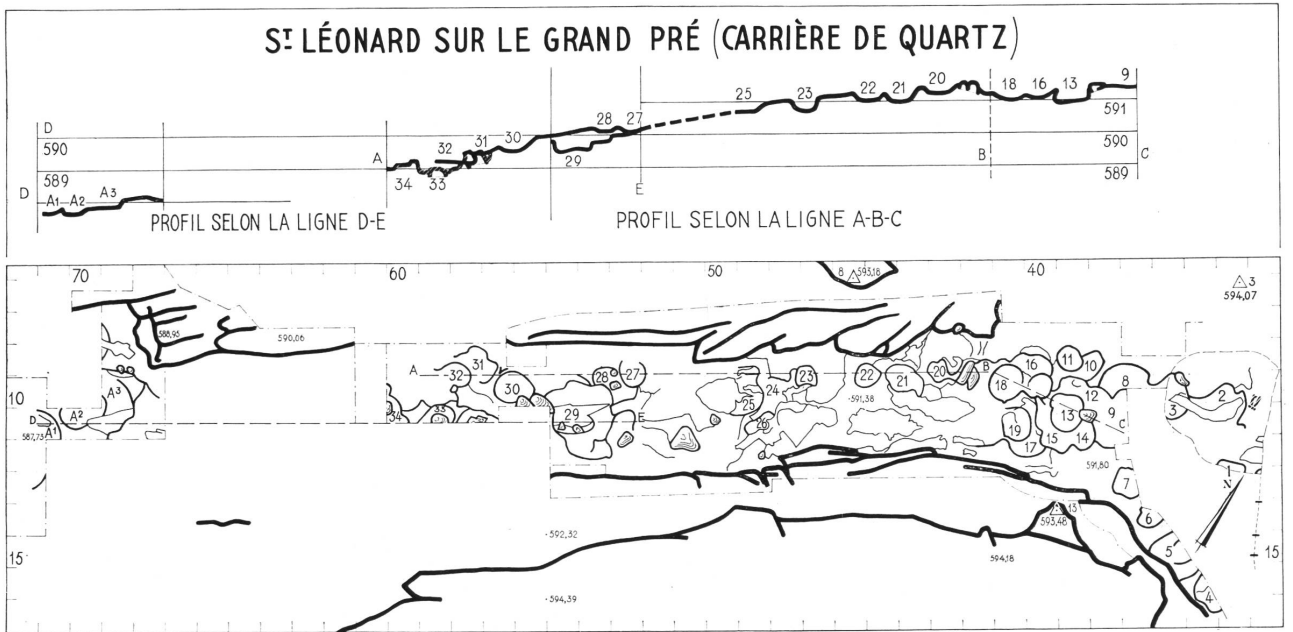 ST LÉONARD SUR LE GRAND PRÉ (CARRIÈRE DE QUARTZ)
25 23 22 21 20 18 16 13 9
D 590 589
D A1 A2 A3
A 34 33 32 31 30 29 28 27
E B C
591
590
589
PROFIL SELON LA LIGNE D-E
PROFIL SELON LA LIGNE A-B-C
70 60 50 40
8 593,18
3
594,07
588,95
590,06
A 32 31 30 28 27 25 24 23 22 21 20 B 18 16 11 10 8
10
34 33 29 E 26 591,38 19 17 15 14 13 12 9 C 3 2
D A1 A2 A3
587,73
591,80
7
N
6
592,32
13
593,48
594,18
5
15 15
594,39
4